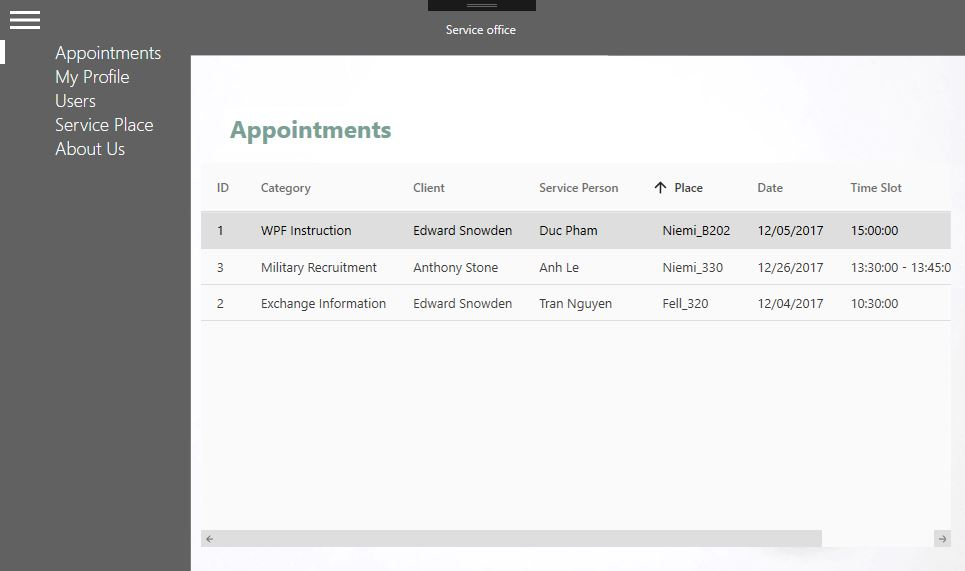 Service office
Appointments
My Profile
Users
Service Place
About Us
Appointments
ID Category Client Service Person Place Date Time Slot
1 WPF Instruction Edward Snowden Duc Pham Niemi_B202 12/05/2017 15:00:00
3 Military Recruitment Anthony Stone Anh Le Niemi_330 12/26/2017 13:30:00 - 13:45:0
2 Exchange Information Edward Snowden Tran Nguyen Fell_320 12/04/2017 10:30:00